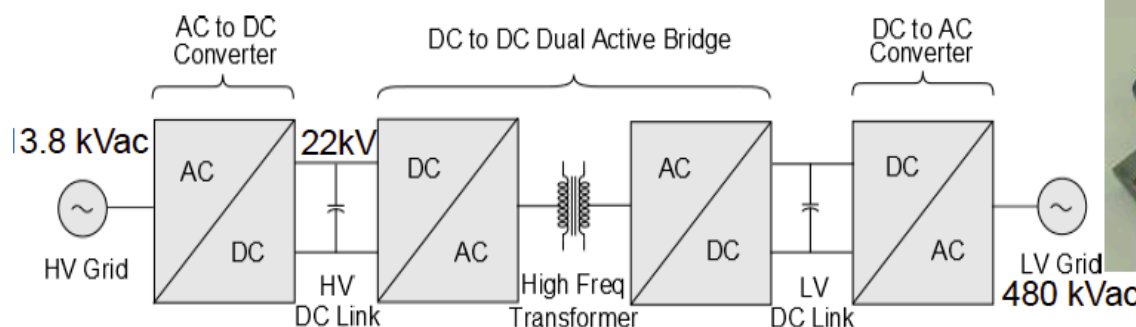 AC to DC
Converter
DC to DC Dual Active Bridge
DC to AC
Converter
13.8 kVac
22kV
AC
DC
DC
AC
AC
DC
DC
AC
HV Grid
HV
DC Link
High Freq
Transformer
LV
DC Link
LV Grid
480 kVac